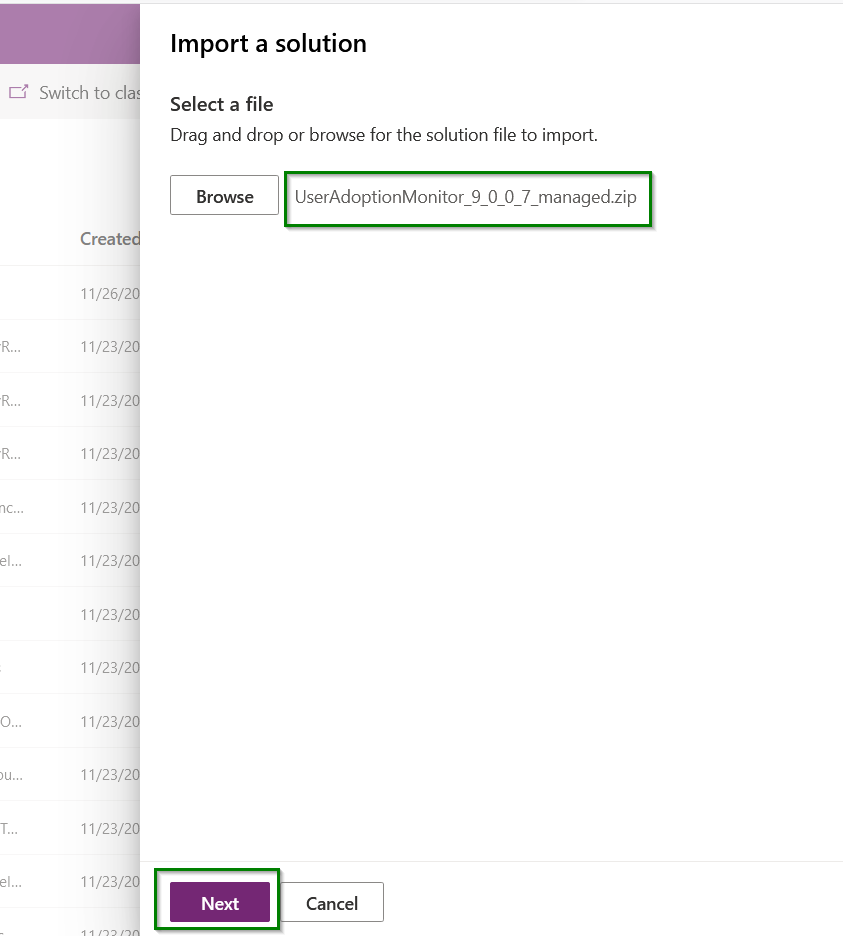 Import a solution
Switch to clas
Select a file
Drag and drop or browse for the solution file to import.
Browse
UserAdoptionMonitor_9_0_0_7_managed.zip
Created
11/26/20
R...
11/23/20
R...
11/23/20
R...
11/23/20
nc...
11/23/20
el...
11/23/20
11/23/20
11/23/20
O...
11/23/20
ou...
11/23/20
T...
11/23/20
el...
11/23/20
11/23/20
Next
Cancel